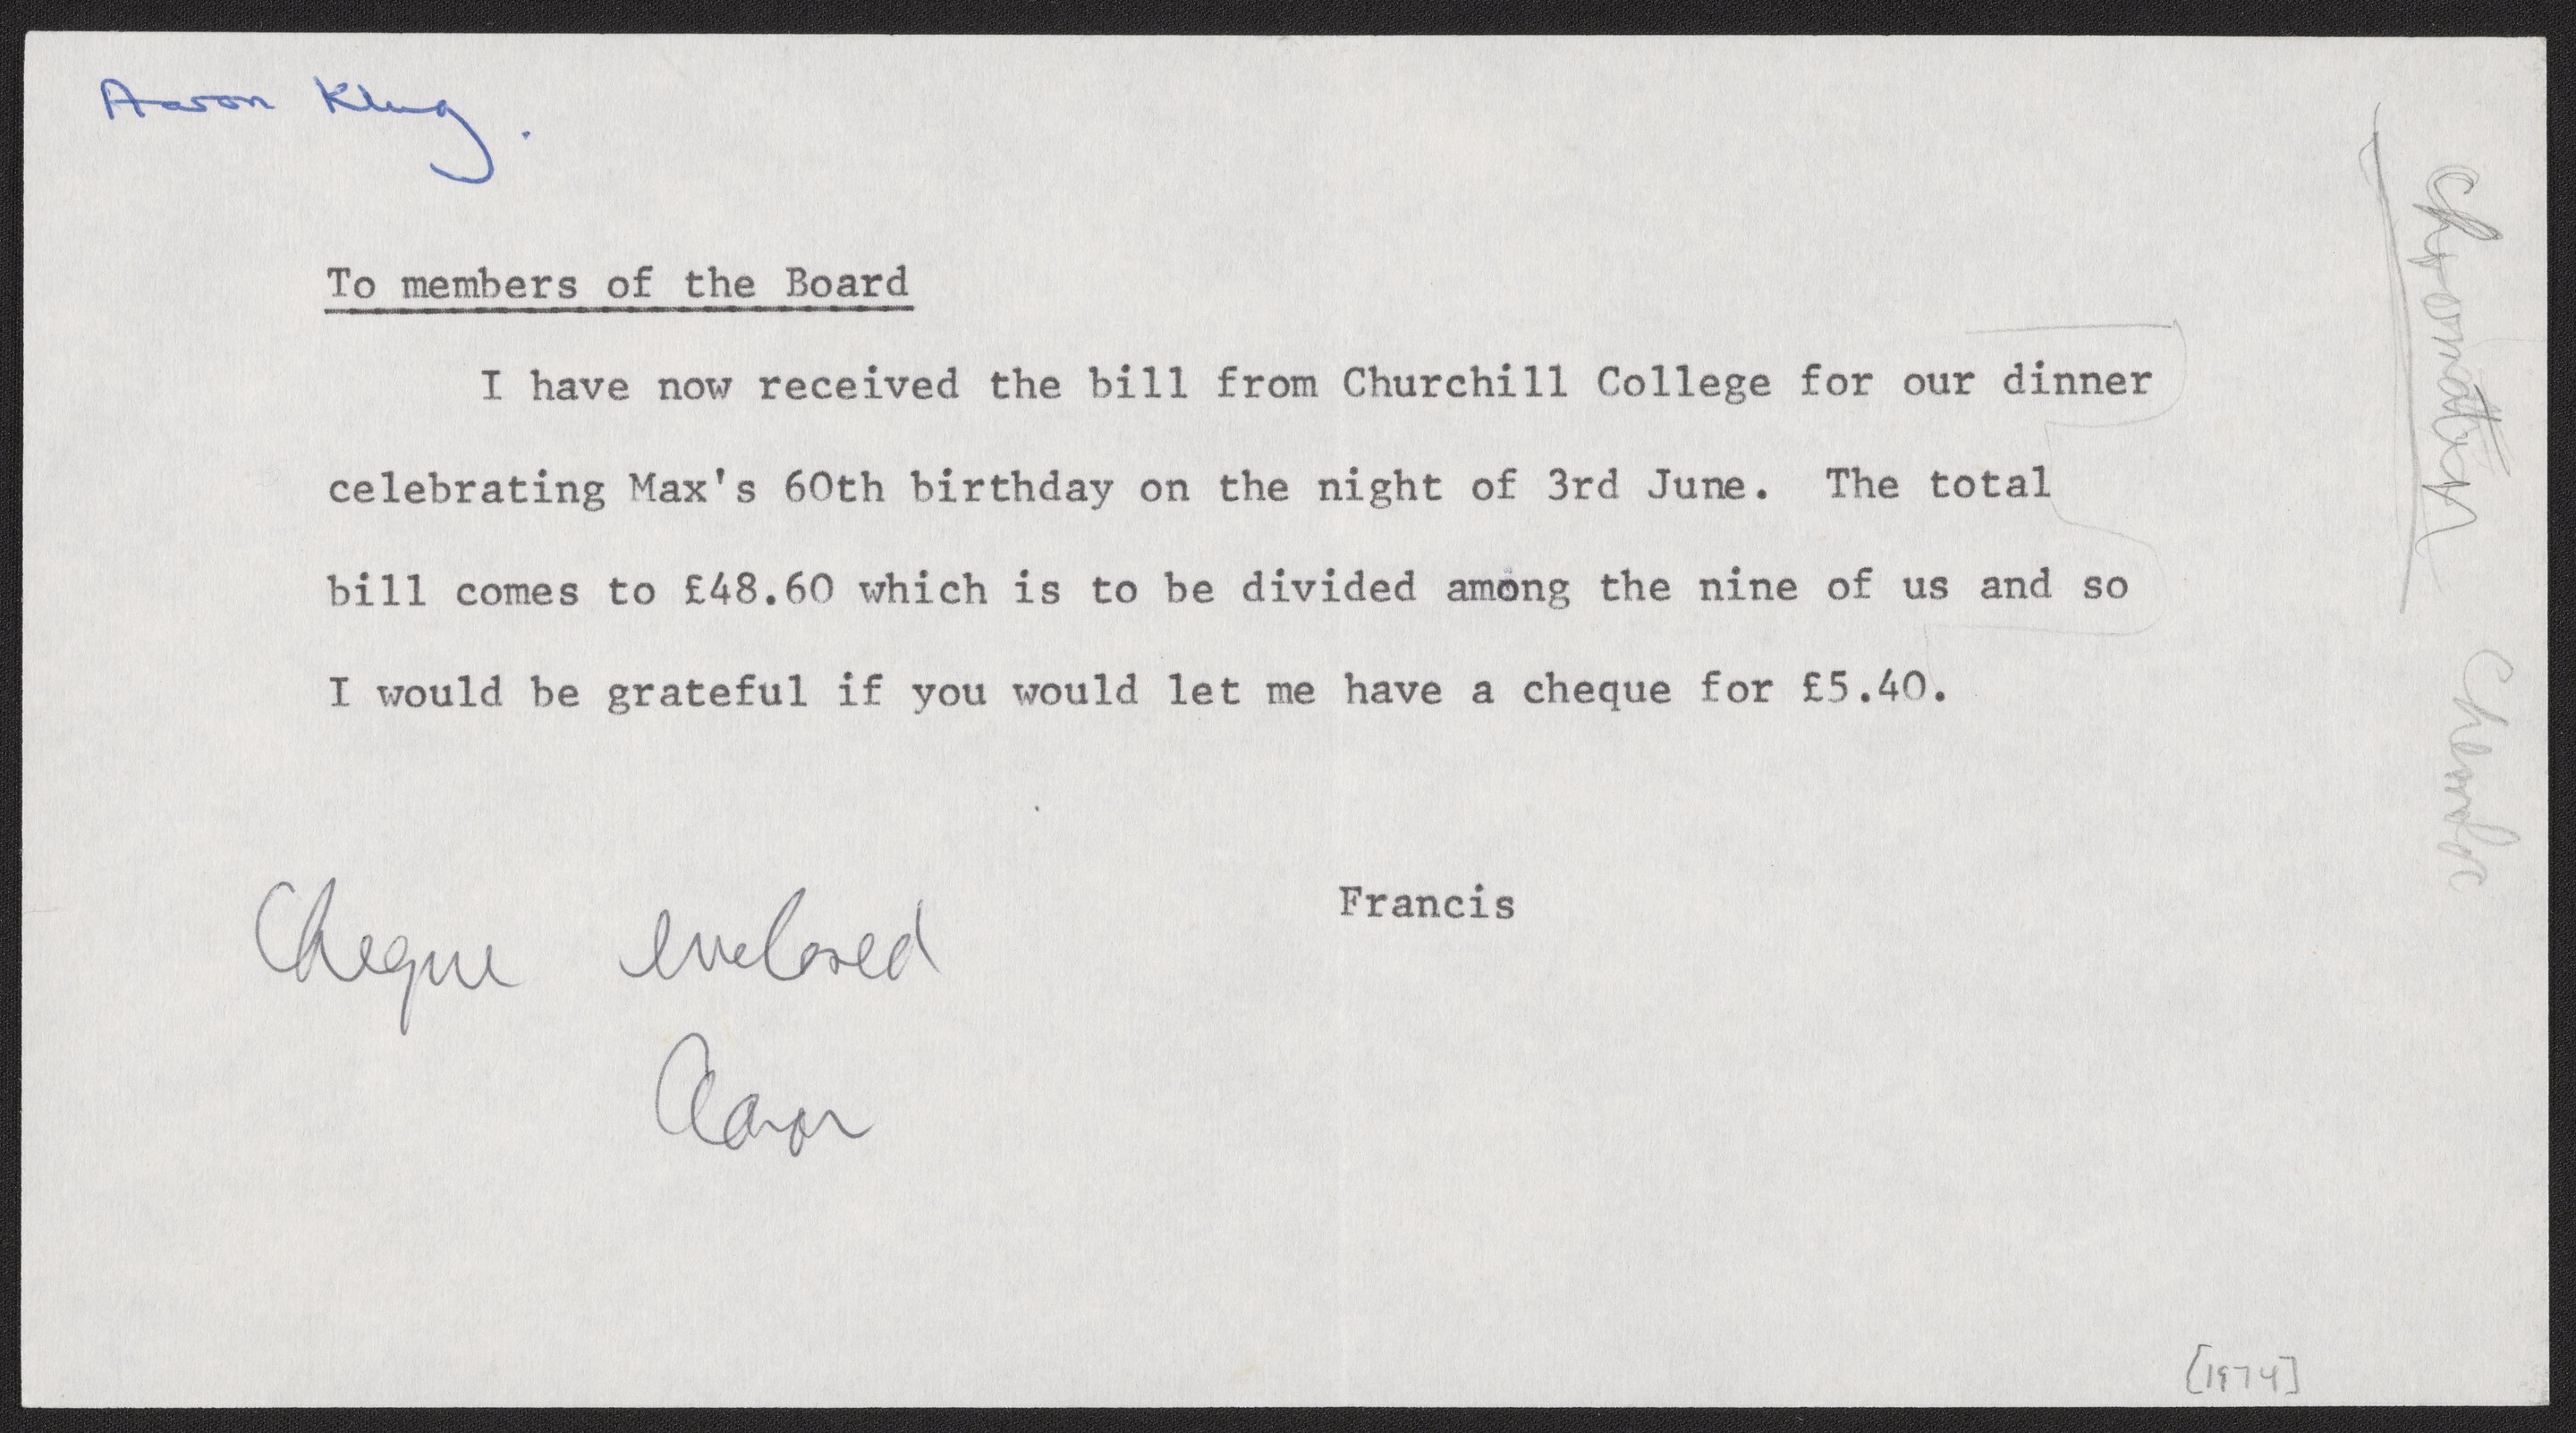 Aaron Klug.
To members of the Board
I have now received the bill from Churchill College for our dinner
celebrating Max's 60th birthday on the night of 3rd June. The total
bill comes to £48.60 which is to be divided among the nine of us and so
I would be grateful if you would let me have a cheque for £5.40.
Francis
Cheque enclosed
Aaron
[1974]